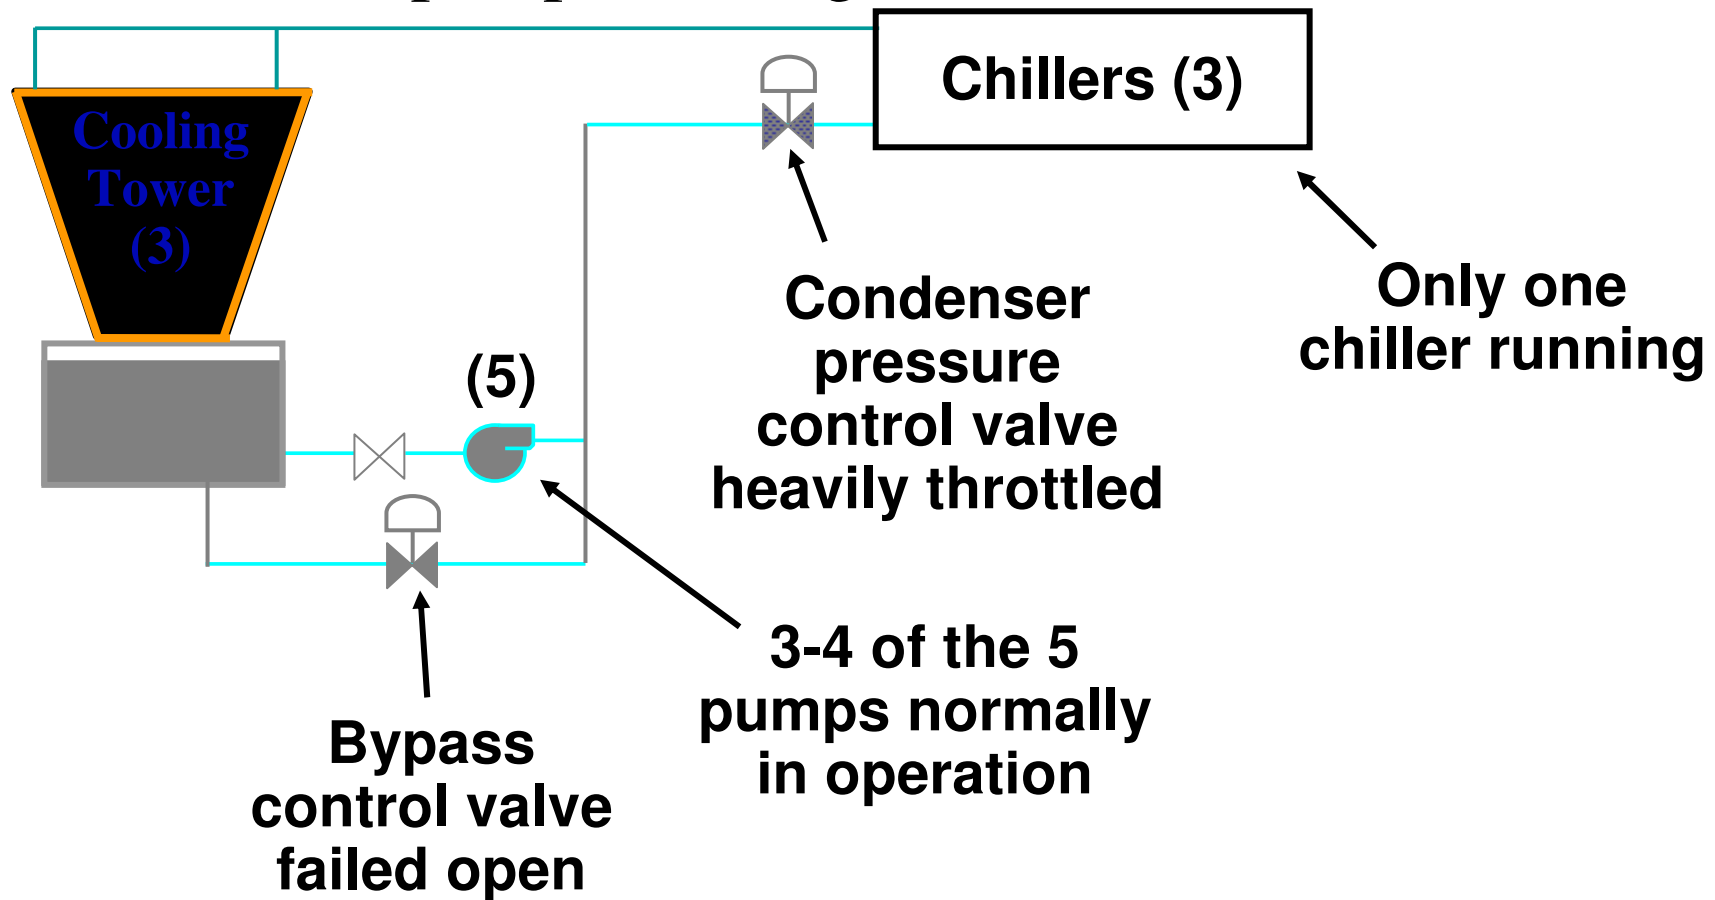 Chillers (3)
Cooling
Tower
(3)
Condenser
pressure
control valve
heavily throttled
Only one
chiller running
(5)
3-4 of the 5
pumps normally
in operation
Bypass
control valve
failed open